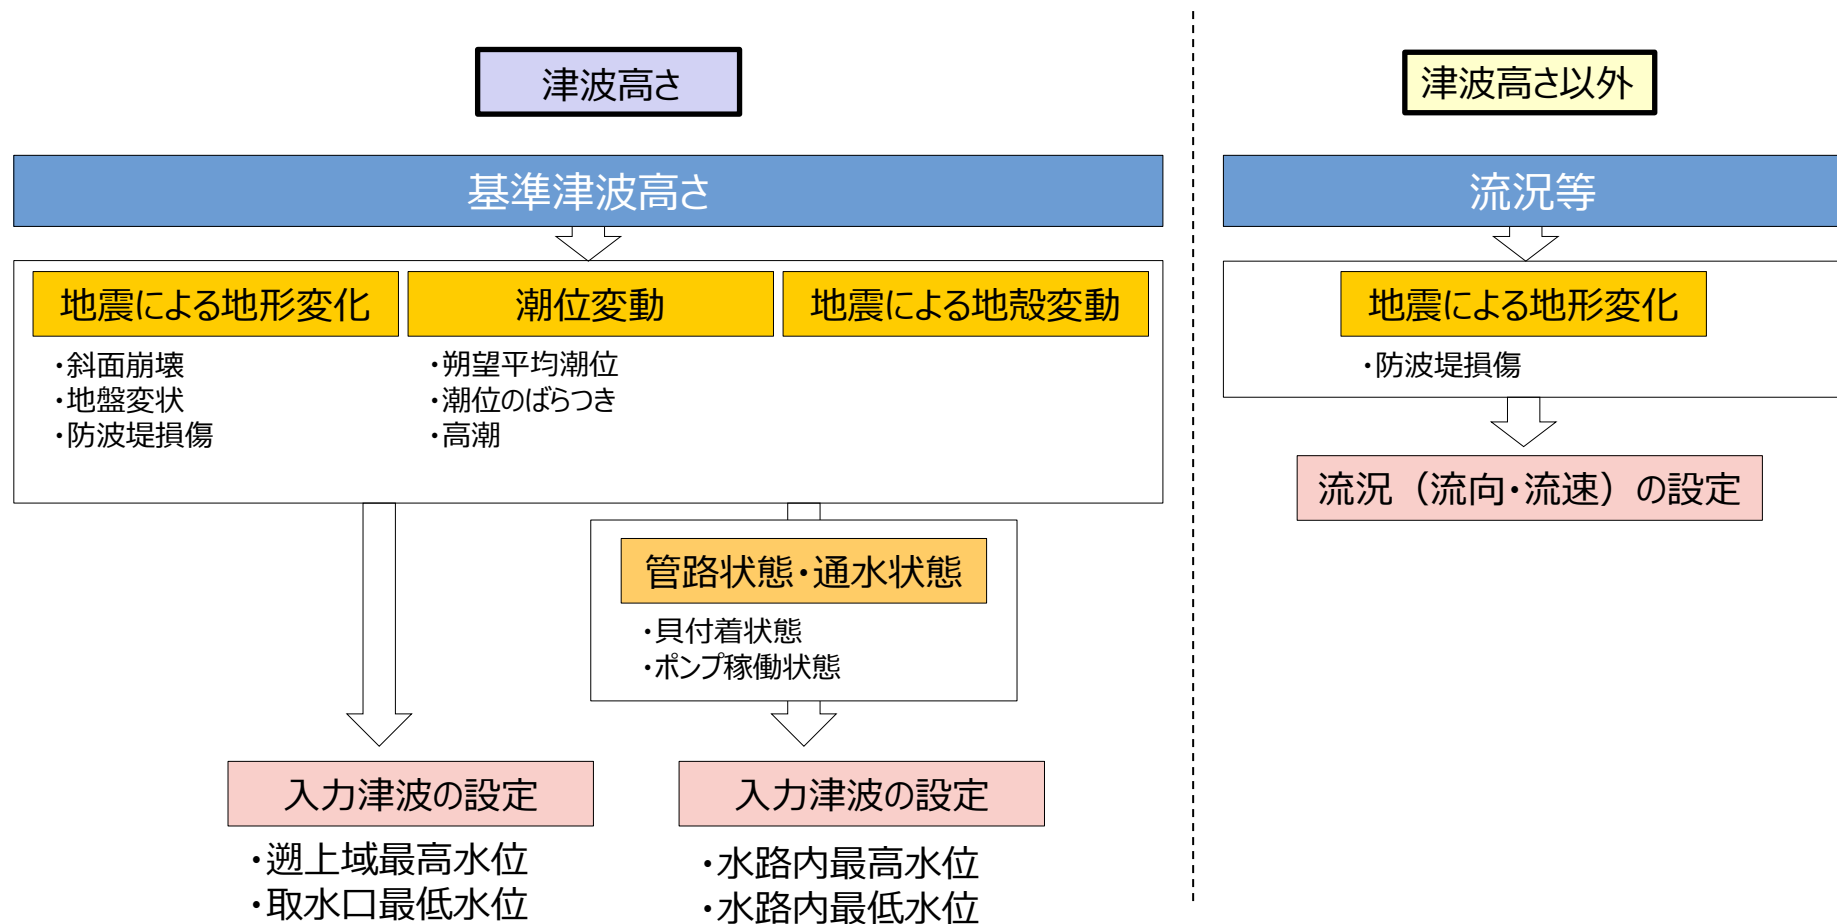 津波高さ
基準津波高さ
地震による地形変化
・斜面崩壊
・地盤変状
・防波堤損傷
潮位変動
・朔望平均潮位
・潮位のばらつき
・高潮
地震による地殻変動
管路状態・通水状態
・貝付着状態
・ポンプ稼働状態
入力津波の設定
・遡上域最高水位
・取水口最低水位
入力津波の設定
・水路内最高水位
・水路内最低水位
津波高さ以外
流況等
地震による地形変化
・防波堤損傷
流況（流向・流速）の設定